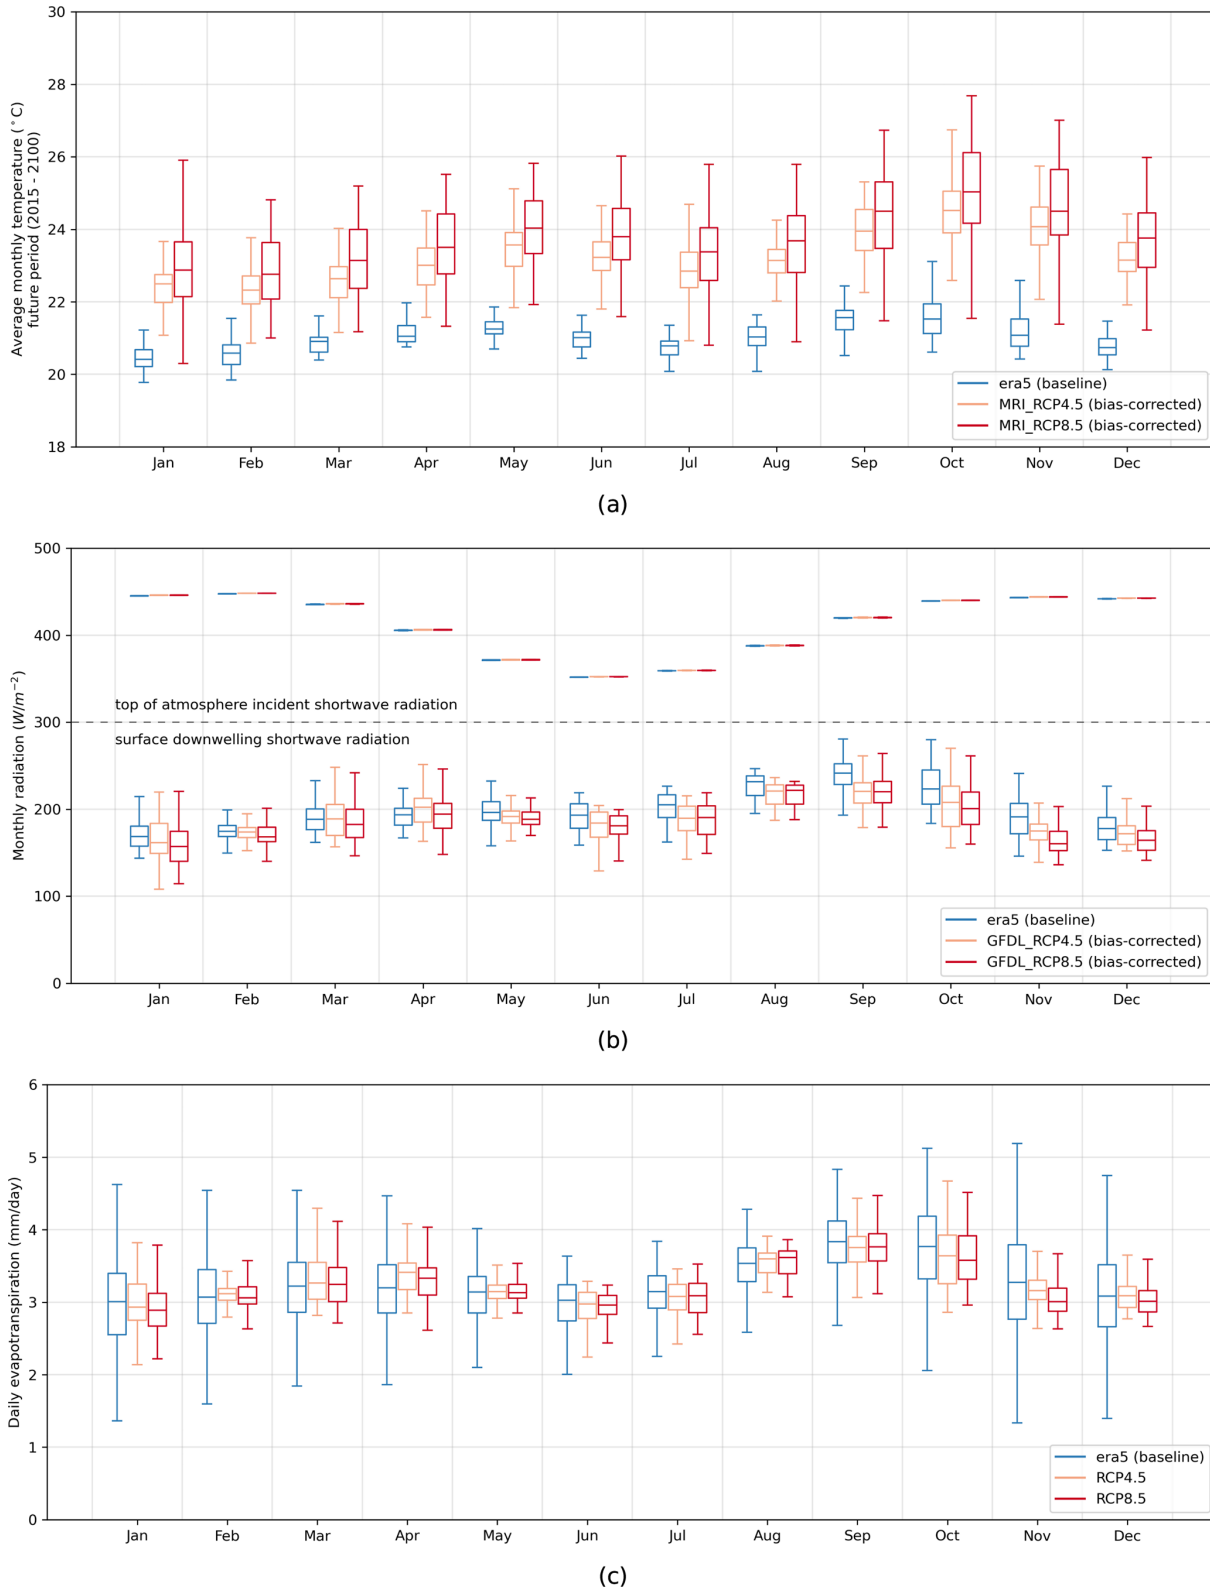 Average monthly temperature (°C)
future period (2015 - 2100)
30
28
26
24
22
20
18
Jan Feb Mar Apr May Jun Jul Aug Sep Oct Nov Dec
era5 (baseline)
MRI_RCP4.5 (bias-corrected)
MRI_RCP8.5 (bias-corrected)
(a)
Monthly radiation (W/m⁻²)
500
400
300
200
100
0
top of atmosphere incident shortwave radiation
surface downwelling shortwave radiation
Jan Feb Mar Apr May Jun Jul Aug Sep Oct Nov Dec
era5 (baseline)
GFDL_RCP4.5 (bias-corrected)
GFDL_RCP8.5 (bias-corrected)
(b)
Daily evapotranspiration (mm/day)
6
5
4
3
2
1
0
Jan Feb Mar Apr May Jun Jul Aug Sep Oct Nov Dec
era5 (baseline)
RCP4.5
RCP8.5
(c)